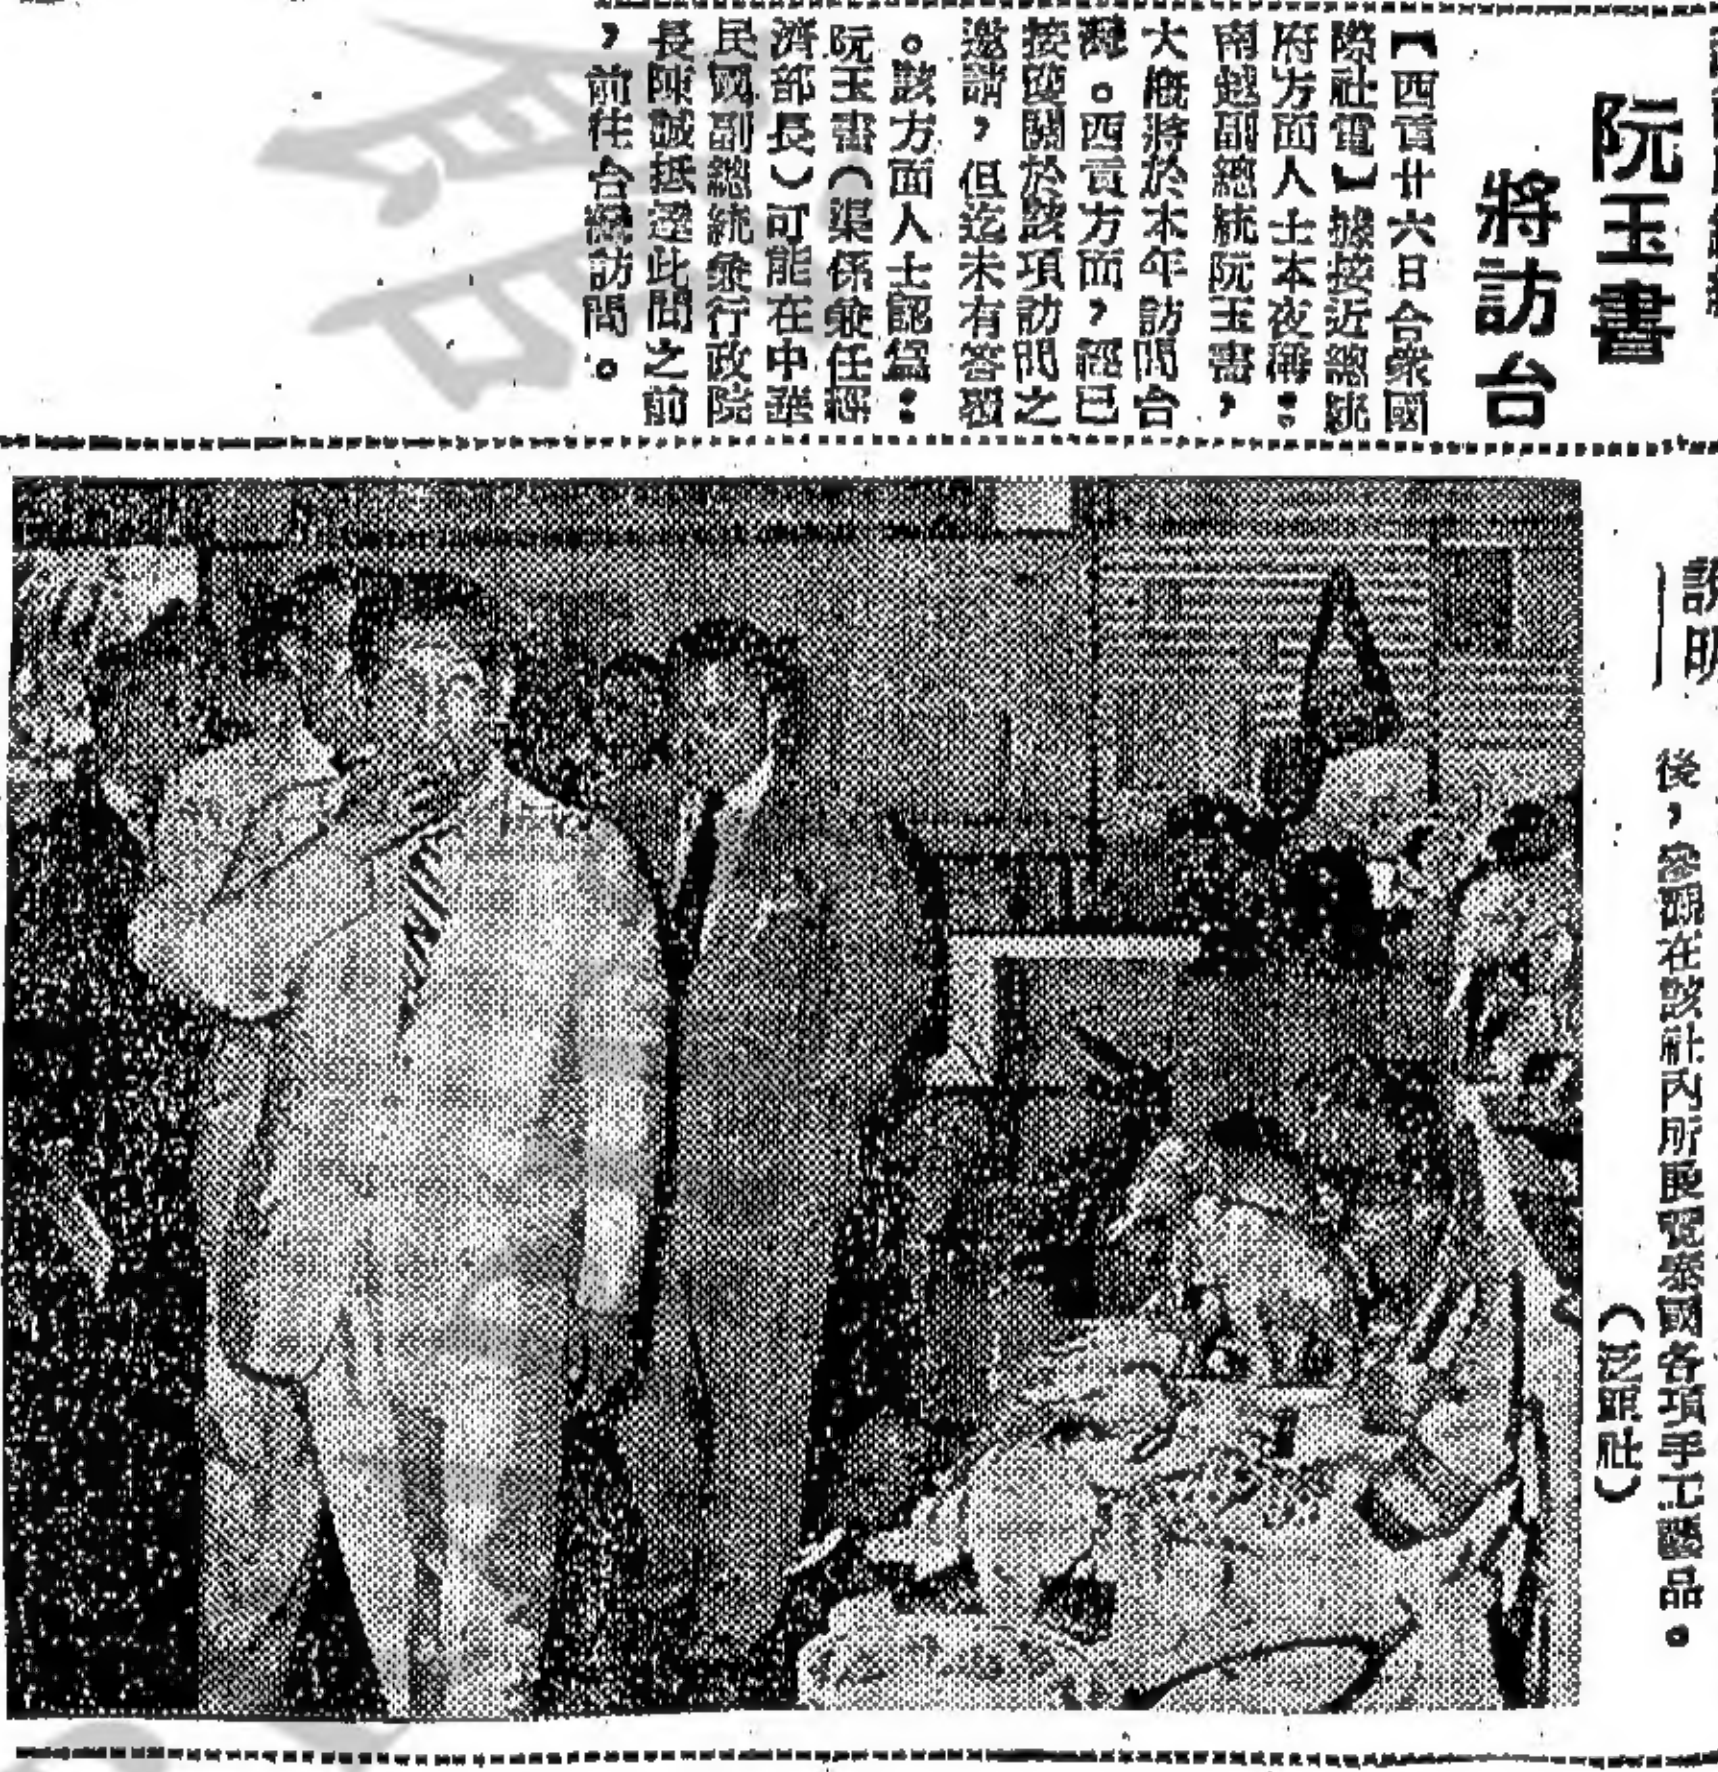 阮玉書
將訪台
【西貢廿六日合衆國
際社電】據接近總統
府方面人士本夜稱：
南越副總統阮玉書，
大概將於本年訪問台
灣。西貢方面，經已
接獲關於該項訪問之
邀請，但迄未有答覆
。該方面人士認爲：
阮玉書（渠係兼任經
濟部長）可能在中華
民國副總統兼行政院
長陳誠抵達此間之前
，前往台灣訪問。
說明
後，參觀在該社內所展覽泰國各項手工藝品。
（泛亞社）